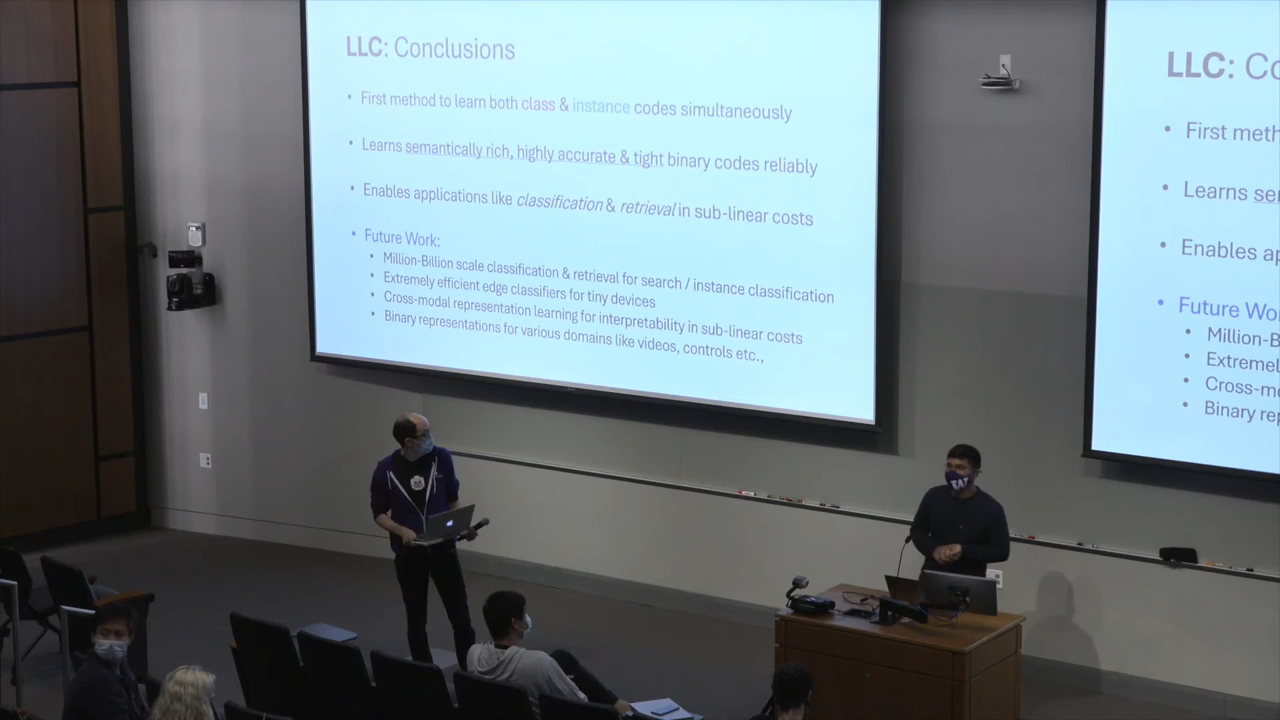 LLC: Conclusions
• First method to learn both class & instance codes simultaneously
• Learns semantically rich, highly accurate & tight binary codes reliably
• Enables applications like classification & retrieval in sub-linear costs
• Future Work:
• Million-Billion scale classification & retrieval for search / instance classification
• Extremely efficient edge classifiers for tiny devices
• Cross-modal representation learning for interpretability in sub-linear costs
• Binary representations for various domains like videos, controls etc.,
LLC: Co
• First meth
• Learns se
• Enables ap
• Future Wo
• Million-B
• Extremel
• Cross-mo
• Binary rep
W